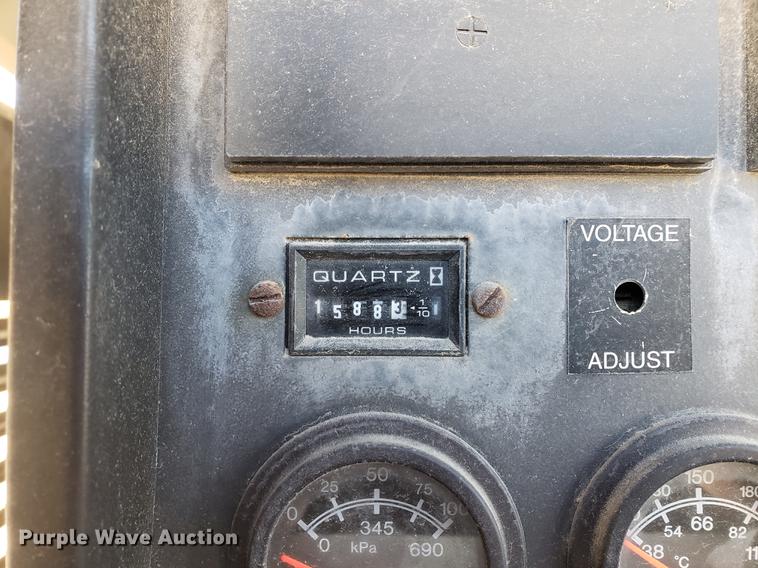 QUARTZ
1 5 8 8 3 1/10
HOURS
VOLTAGE
ADJUST
0 25 50 75 100
345
0 kPa 690
150 180
54 66 82
38 °C
Purple Wave Auction